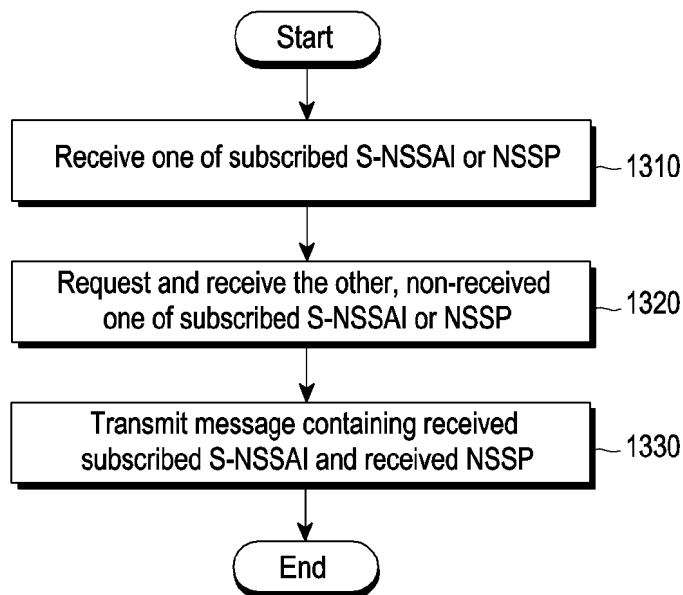 Start
Receive one of subscribed S-NSSAI or NSSP
1310
Request and receive the other, non-received
one of subscribed S-NSSAI or NSSP
1320
Transmit message containing received
subscribed S-NSSAI and received NSSP
1330
End